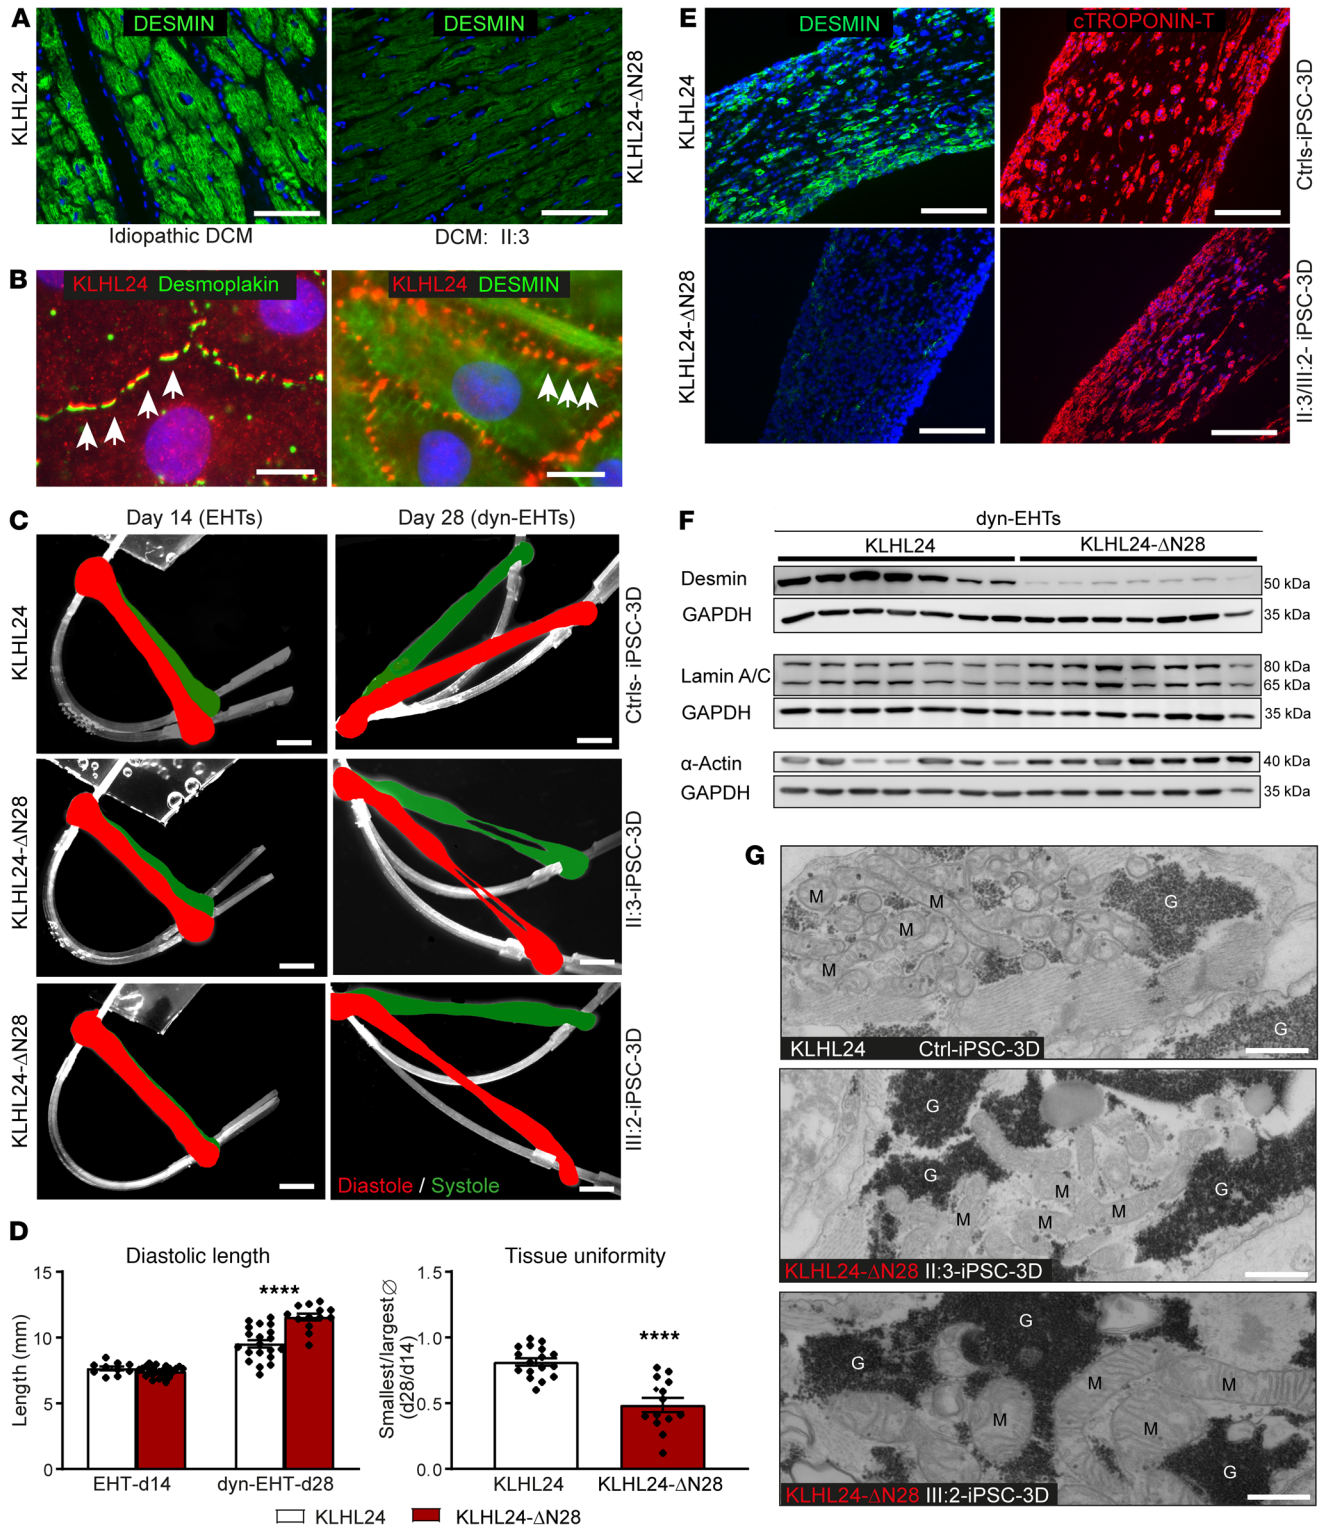 A
DESMIN
DESMIN
KLHL24
KLHL24-ΔN28
Idiopathic DCM
DCM: II:3
B
KLHL24 Desmoplakin
KLHL24 DESMIN
C
Day 14 (EHTs)
Day 28 (dyn-EHTs)
KLHL24
Ctrls- iPSC-3D
KLHL24-ΔN28
II:3-iPSC-3D
KLHL24-ΔN28
III:2-iPSC-3D
Diastole / Systole
D
Diastolic length
Length (mm)
15
10
5
0
****
EHT-d14
dyn-EHT-d28
Tissue uniformity
Smallest/largest∅
(d28/d14)
1.5
1.0
0.5
0.0
****
KLHL24
KLHL24-ΔN28
KLHL24
KLHL24-ΔN28
E
DESMIN
cTROPONIN-T
KLHL24
Ctrls-iPSC-3D
KLHL24-ΔN28
II:3/III:2- iPSC-3D
F
dyn-EHTs
KLHL24
KLHL24-ΔN28
Desmin
50 kDa
GAPDH
35 kDa
Lamin A/C
80 kDa
65 kDa
GAPDH
35 kDa
α-Actin
40 kDa
GAPDH
35 kDa
G
M
M
M
M
G
G
KLHL24 Ctrl-iPSC-3D
G
G
G
M
M
M
M
KLHL24-ΔN28 II:3-iPSC-3D
G
G
M
M
M
M
G
KLHL24-ΔN28 III:2-iPSC-3D